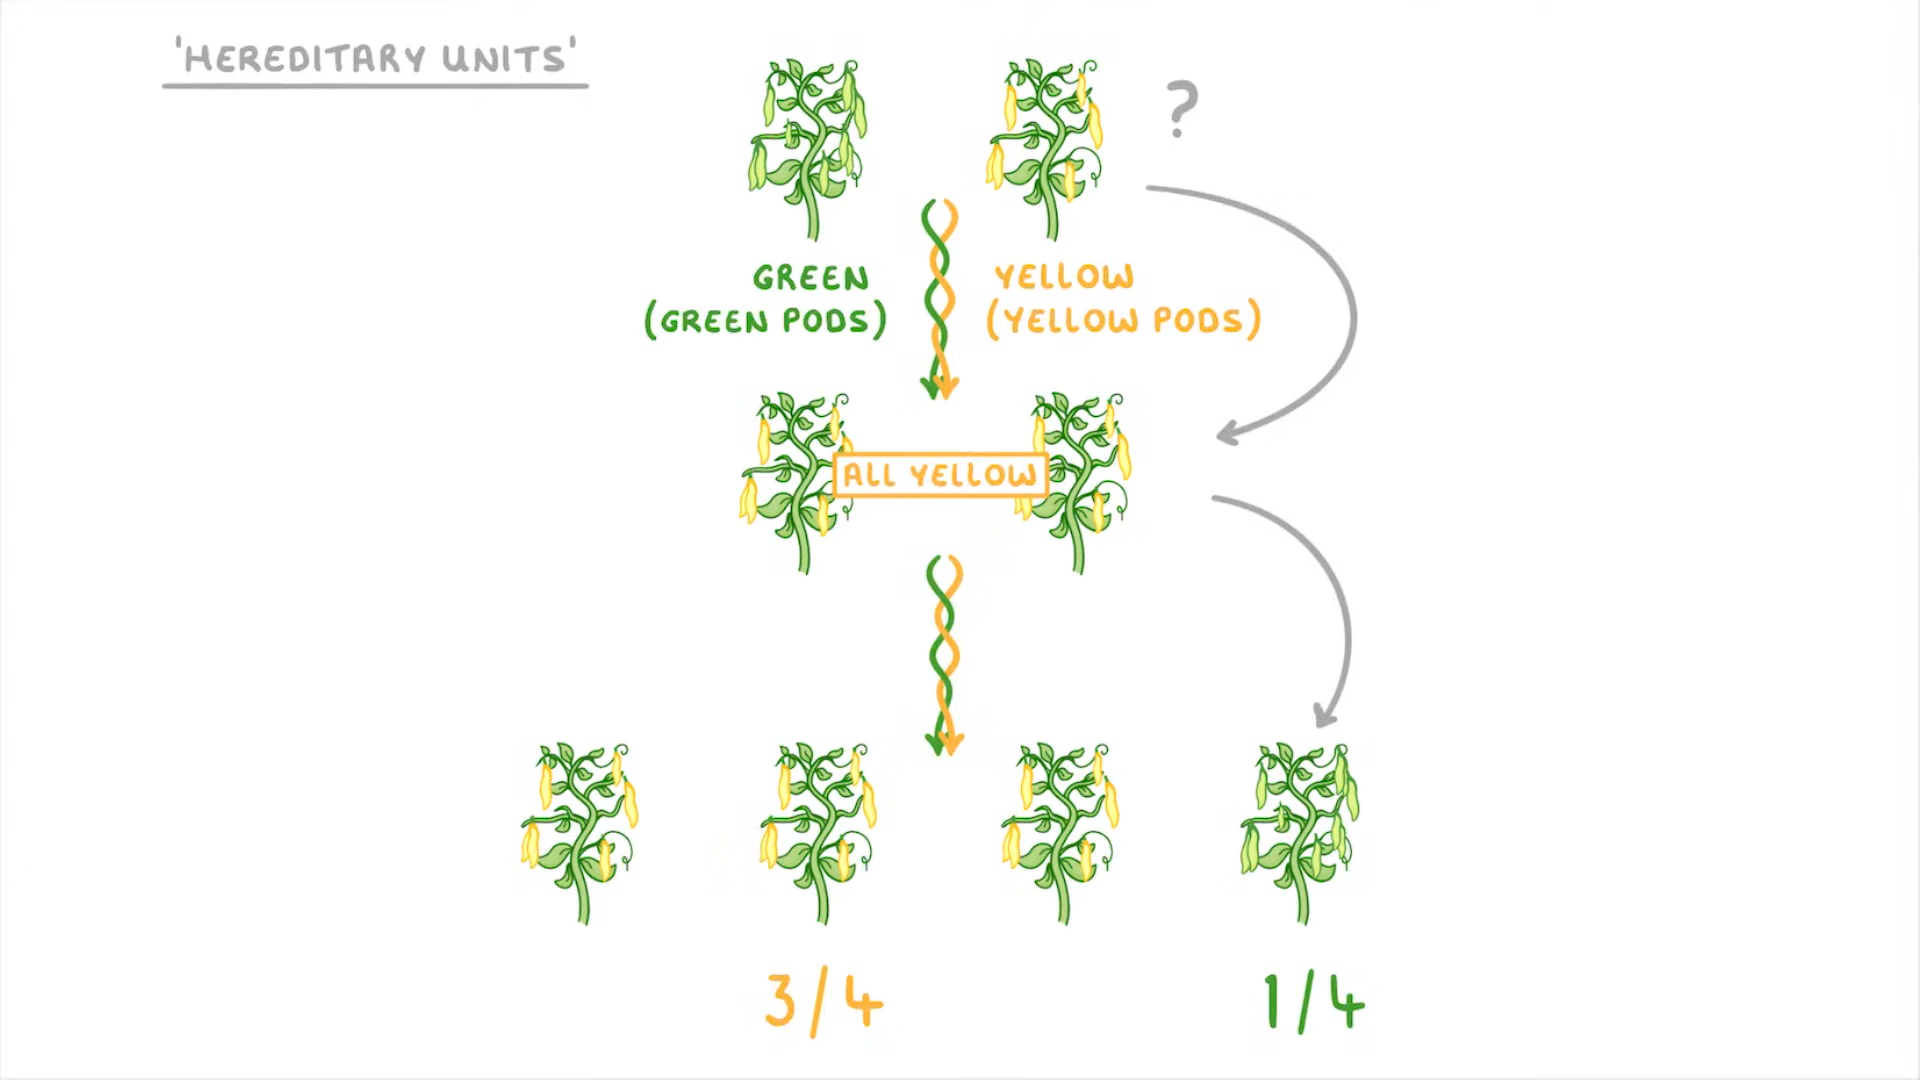 'HEREDITARY UNITS'
?
GREEN
(GREEN PODS)
YELLOW
(YELLOW PODS)
ALL YELLOW
3/4
1/4